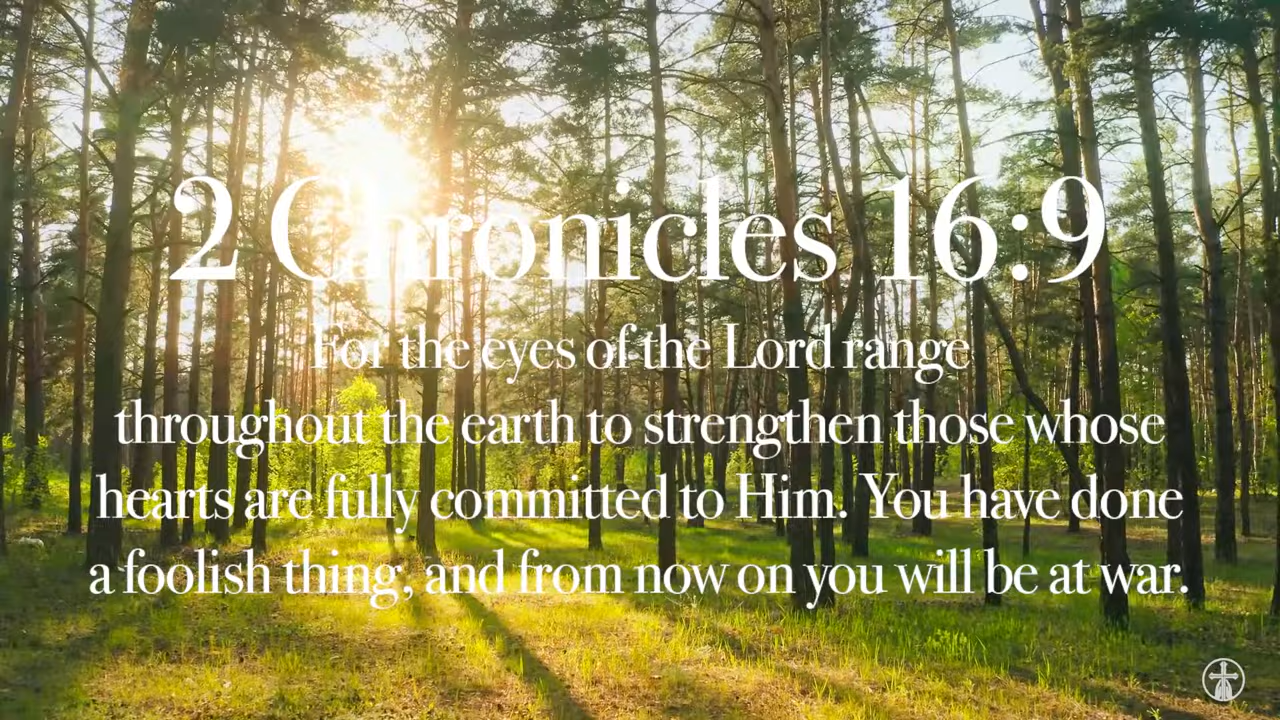 2 Chronicles 16:9
For the eyes of the Lord range
throughout the earth to strengthen those whose
hearts are fully committed to Him. You have done
a foolish thing, and from now on you will be at war.